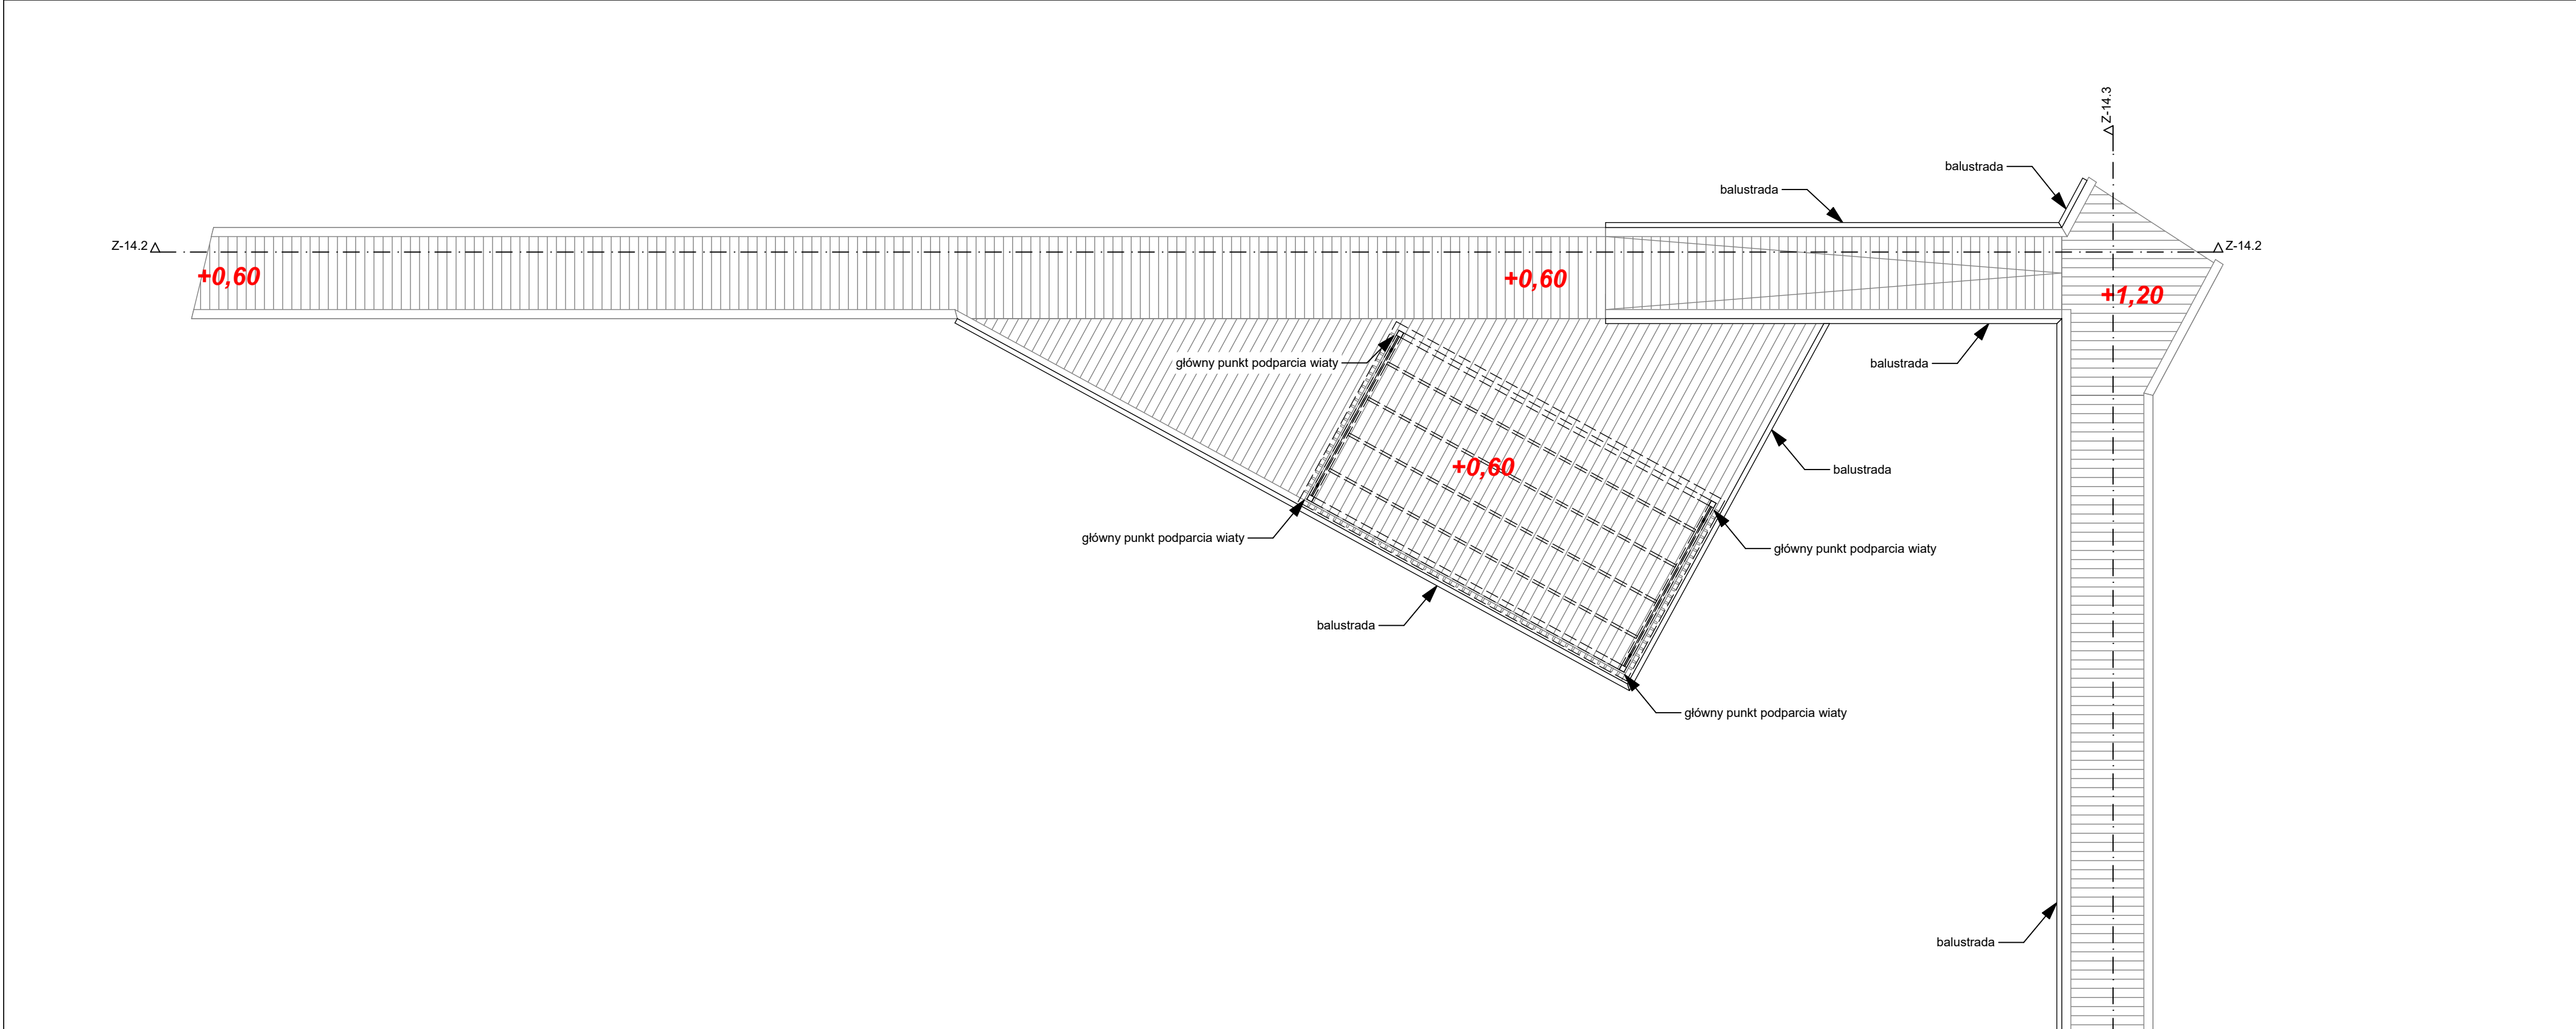 Z-14.3
balustrada
balustrada
Z-14.2
Z-14.2
+0,60
+0,60
+1,20
główny punkt podparcia wiaty
balustrada
+0,60
balustrada
główny punkt podparcia wiaty
główny punkt podparcia wiaty
balustrada
główny punkt podparcia wiaty
balustrada